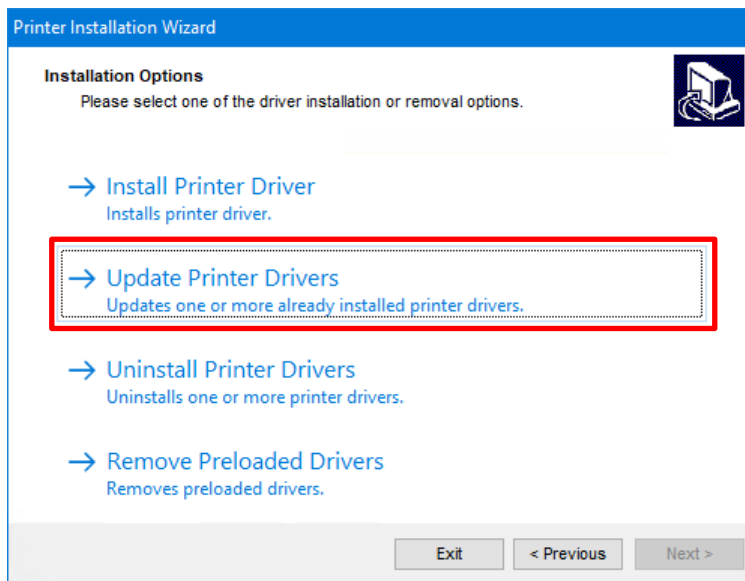 Printer Installation Wizard
Installation Options
Please select one of the driver installation or removal options.
Install Printer Driver
Installs printer driver.
Update Printer Drivers
Updates one or more already installed printer drivers.
Uninstall Printer Drivers
Uninstalls one or more printer drivers.
Remove Preloaded Drivers
Removes preloaded drivers.
Exit
< Previous
Next >